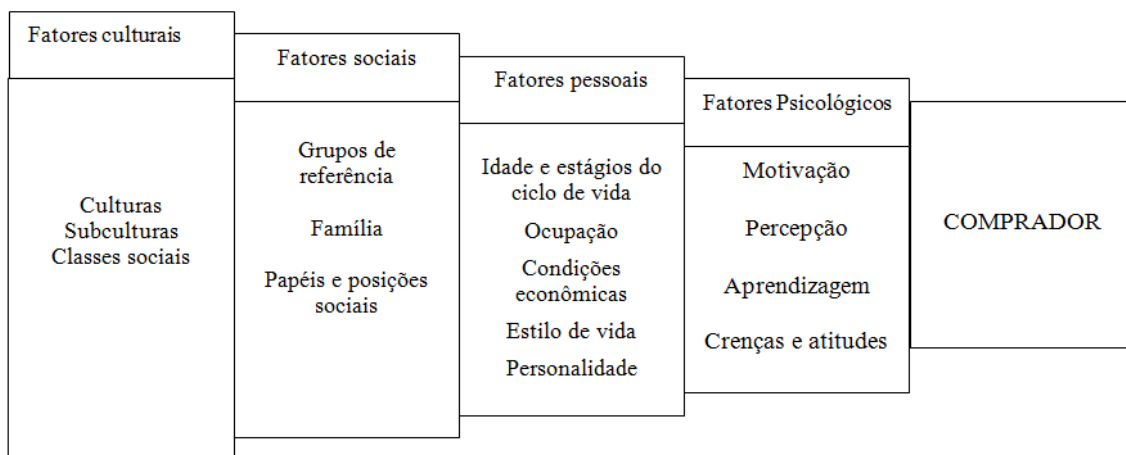 Fatores culturais
Culturas
Subculturas
Classes sociais
Fatores sociais
Grupos de
referência
Família
Papéis e posições
sociais
Fatores pessoais
Idade e estágios do
ciclo de vida
Ocupação
Condições
econômicas
Estilo de vida
Personalidade
Fatores Psicológicos
Motivação
Percepção
Aprendizagem
Crenças e atitudes
COMPRADOR